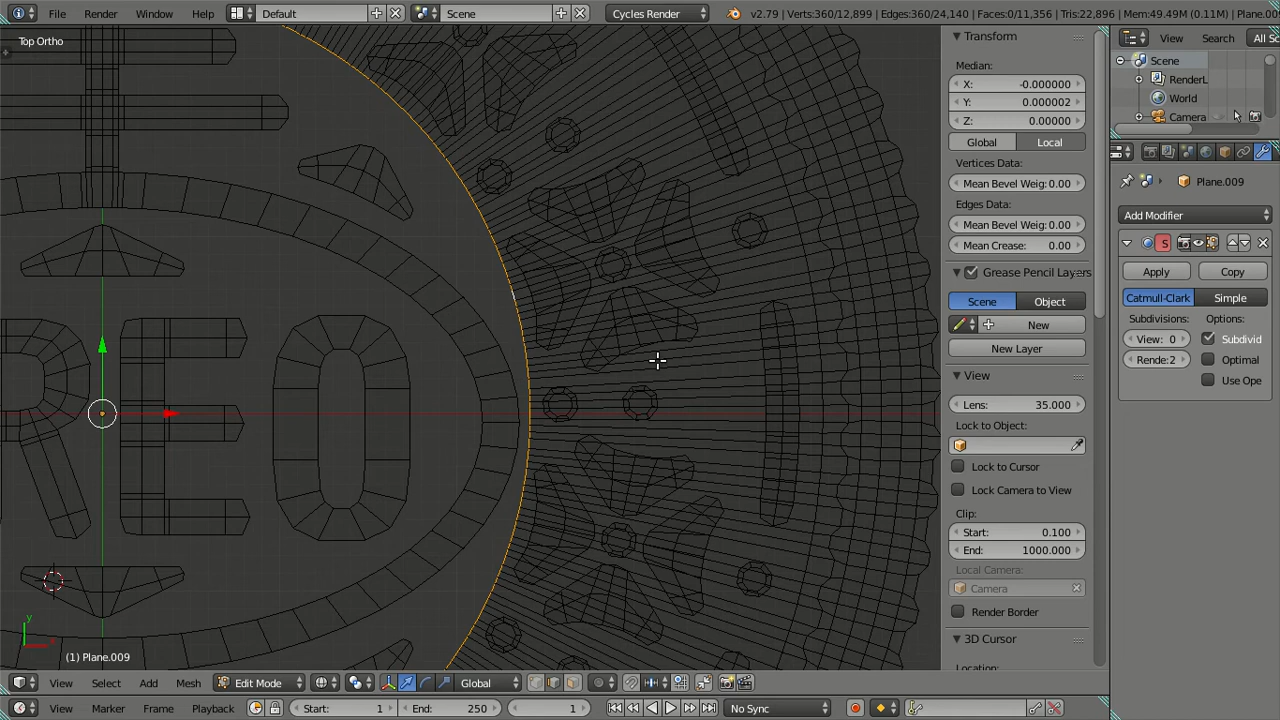 File Render Window Help Default Scene Cycles Render v2.79 | Verts:360/12,899 | Edges:360/24,140 | Faces:0/11,356 | Tris:22,896 | Mem:49.49M (0.11M) | Plane.009
Top Ortho
Transform
View Search All Sc
Median:
Scene
X: -0.000000
RenderL
Y: 0.000002
World
Z: 0.00000
Camera
Global Local
Vertices Data:
Mean Bevel Weig: 0.00
Plane.009
Edges Data:
Add Modifier
Mean Bevel Weig: 0.00
Mean Crease: 0.00
S
Grease Pencil Layers
Apply Copy
Scene Object
Catmull-Clark Simple
New
Subdivisions: Options:
View: 0 Subdivid
New Layer
Rende: 2 Optimal
View
Use Ope
Lens: 35.000
Lock to Object:
REO
Lock to Cursor
Lock Camera to View
Clip:
Start: 0.100
End: 1000.000
Local Camera:
Camera
Render Border
3D Cursor
Location:
y
x
(1) Plane.009
View Select Add Mesh Edit Mode Global
View Marker Frame Playback Start: 1 End: 250 1 No Sync